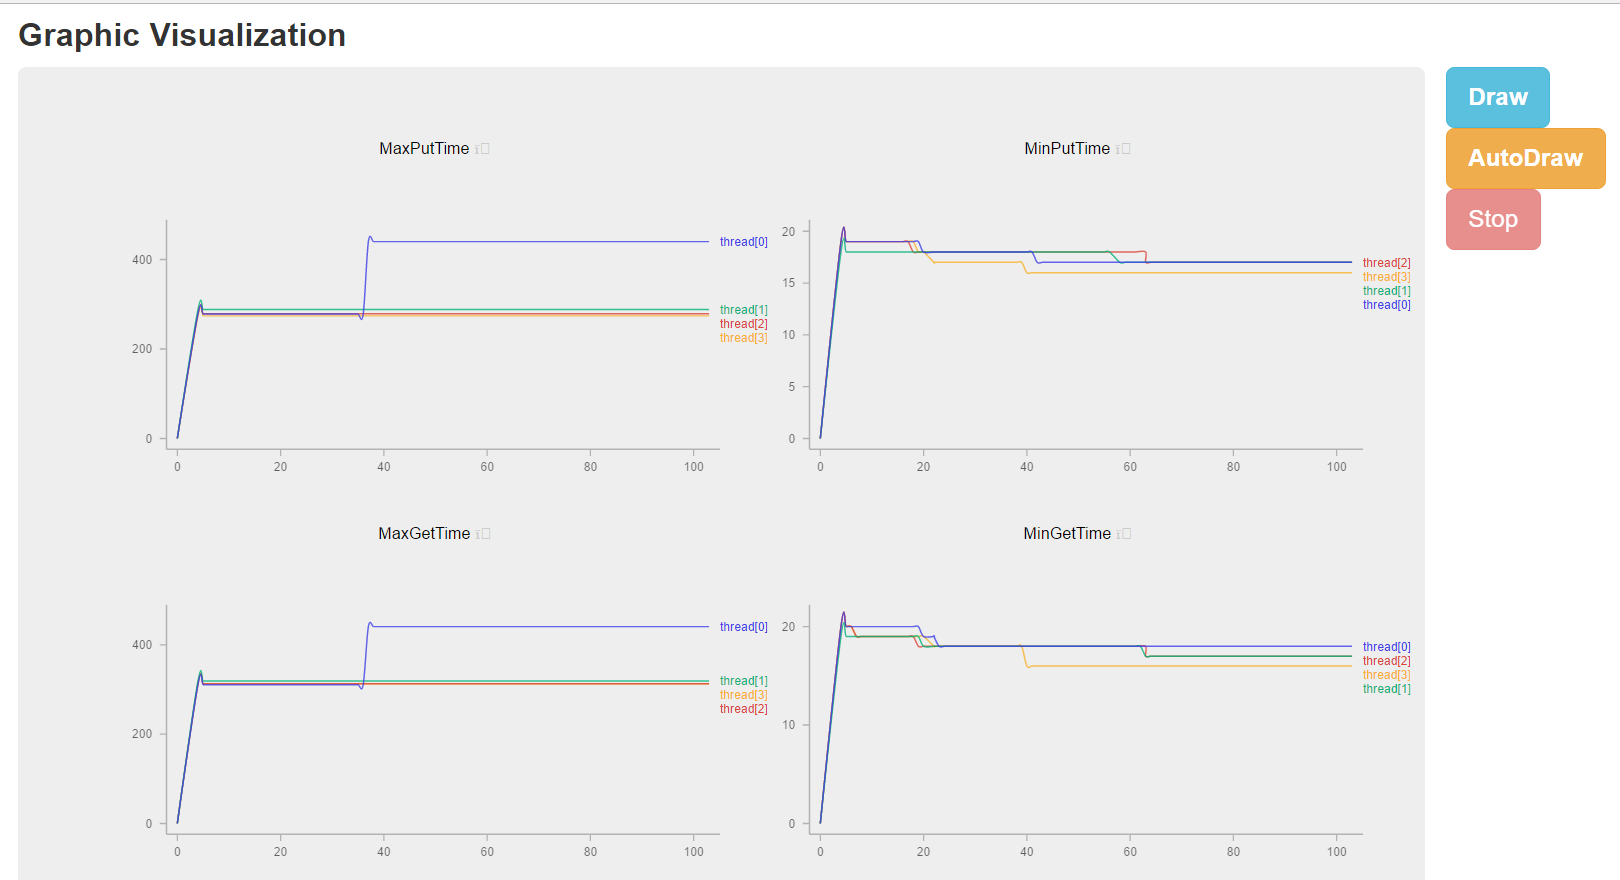 Graphic Visualization
Draw
AutoDraw
Stop
MaxPutTime
400
200
0
0 20 40 60 80 100
thread[0]
thread[1]
thread[2]
thread[3]
MinPutTime
20
15
10
5
0
0 20 40 60 80 100
thread[2]
thread[3]
thread[1]
thread[0]
MaxGetTime
400
200
0
0 20 40 60 80 100
thread[0]
thread[1]
thread[3]
thread[2]
MinGetTime
20
10
0
0 20 40 60 80 100
thread[0]
thread[2]
thread[3]
thread[1]